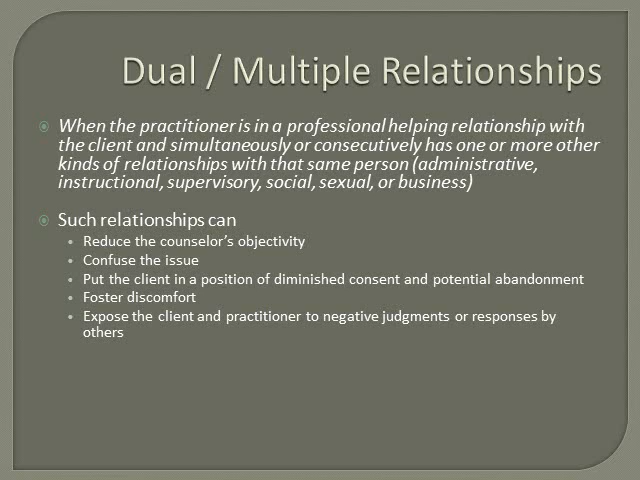 Dual / Multiple Relationships
When the practitioner is in a professional helping relationship with
the client and simultaneously or consecutively has one or more other
kinds of relationships with that same person (administrative,
instructional, supervisory, social, sexual, or business)
Such relationships can
Reduce the counselor's objectivity
Confuse the issue
Put the client in a position of diminished consent and potential abandonment
Foster discomfort
Expose the client and practitioner to negative judgments or responses by
others